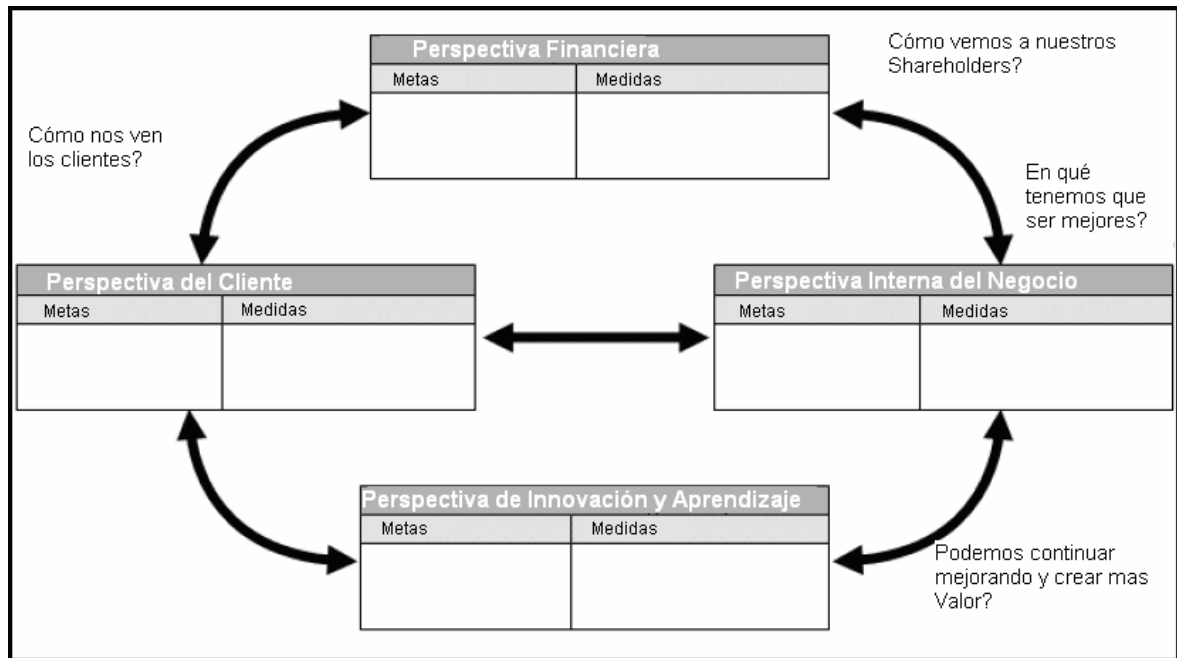 Perspectiva Financiera
Metas Medidas
Cómo vemos a nuestros
Shareholders?
Cómo nos ven
los clientes?
En qué
tenemos que
ser mejores?
Perspectiva del Cliente
Metas Medidas
Perspectiva Interna del Negocio
Metas Medidas
Perspectiva de Innovación y Aprendizaje
Metas Medidas
Podemos continuar
mejorando y crear mas
Valor?